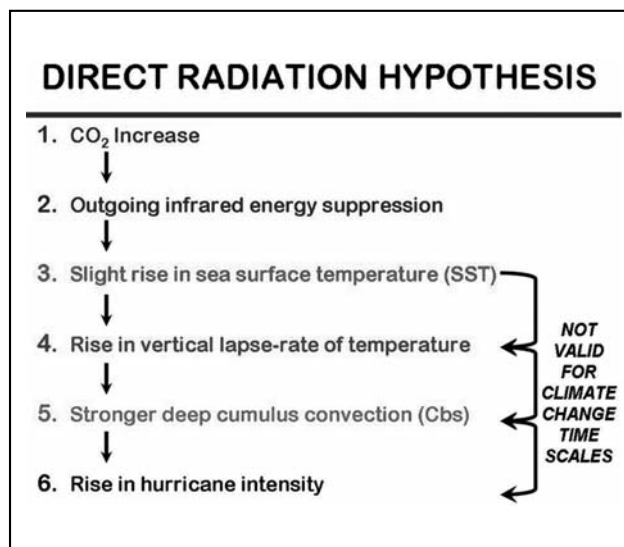 DIRECT RADIATION HYPOTHESIS
1. CO₂ Increase
2. Outgoing infrared energy suppression
3. Slight rise in sea surface temperature (SST)
4. Rise in vertical lapse-rate of temperature
5. Stronger deep cumulus convection (Cbs)
6. Rise in hurricane intensity
NOT
VALID
FOR
CLIMATE
CHANGE
TIME
SCALES